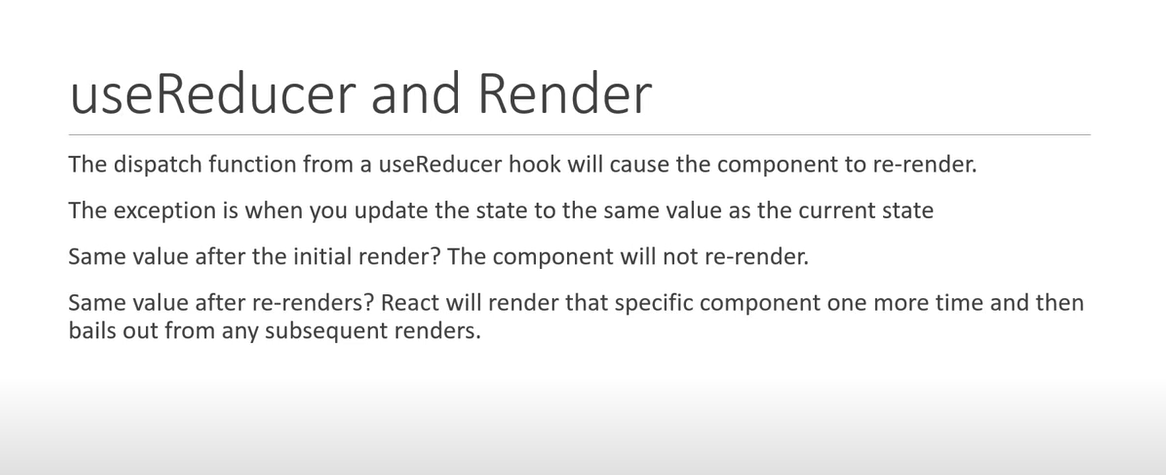 useReducer and Render
The dispatch function from a useReducer hook will cause the component to re-render.
The exception is when you update the state to the same value as the current state
Same value after the initial render? The component will not re-render.
Same value after re-renders? React will render that specific component one more time and then
bails out from any subsequent renders.